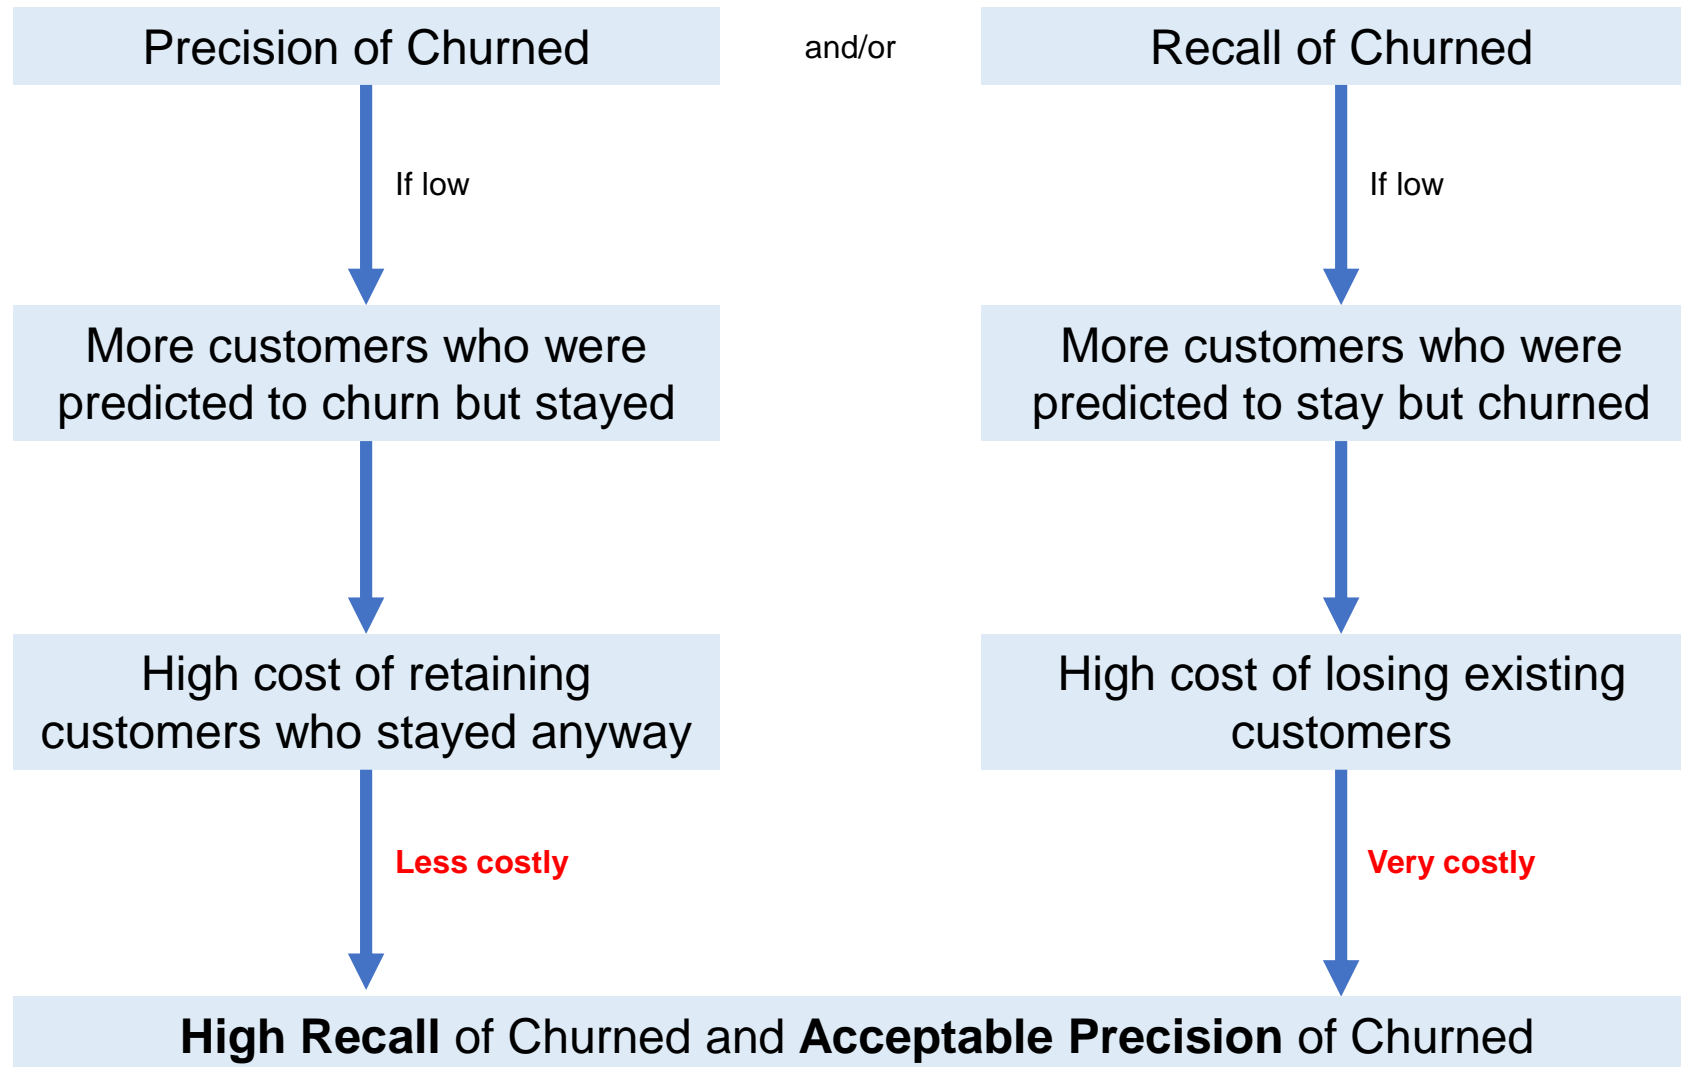 Precision of Churned
and/or
Recall of Churned
If low
If low
More customers who were
predicted to churn but stayed
More customers who were
predicted to stay but churned
High cost of retaining
customers who stayed anyway
High cost of losing existing
customers
Less costly
Very costly
High Recall of Churned and Acceptable Precision of Churned